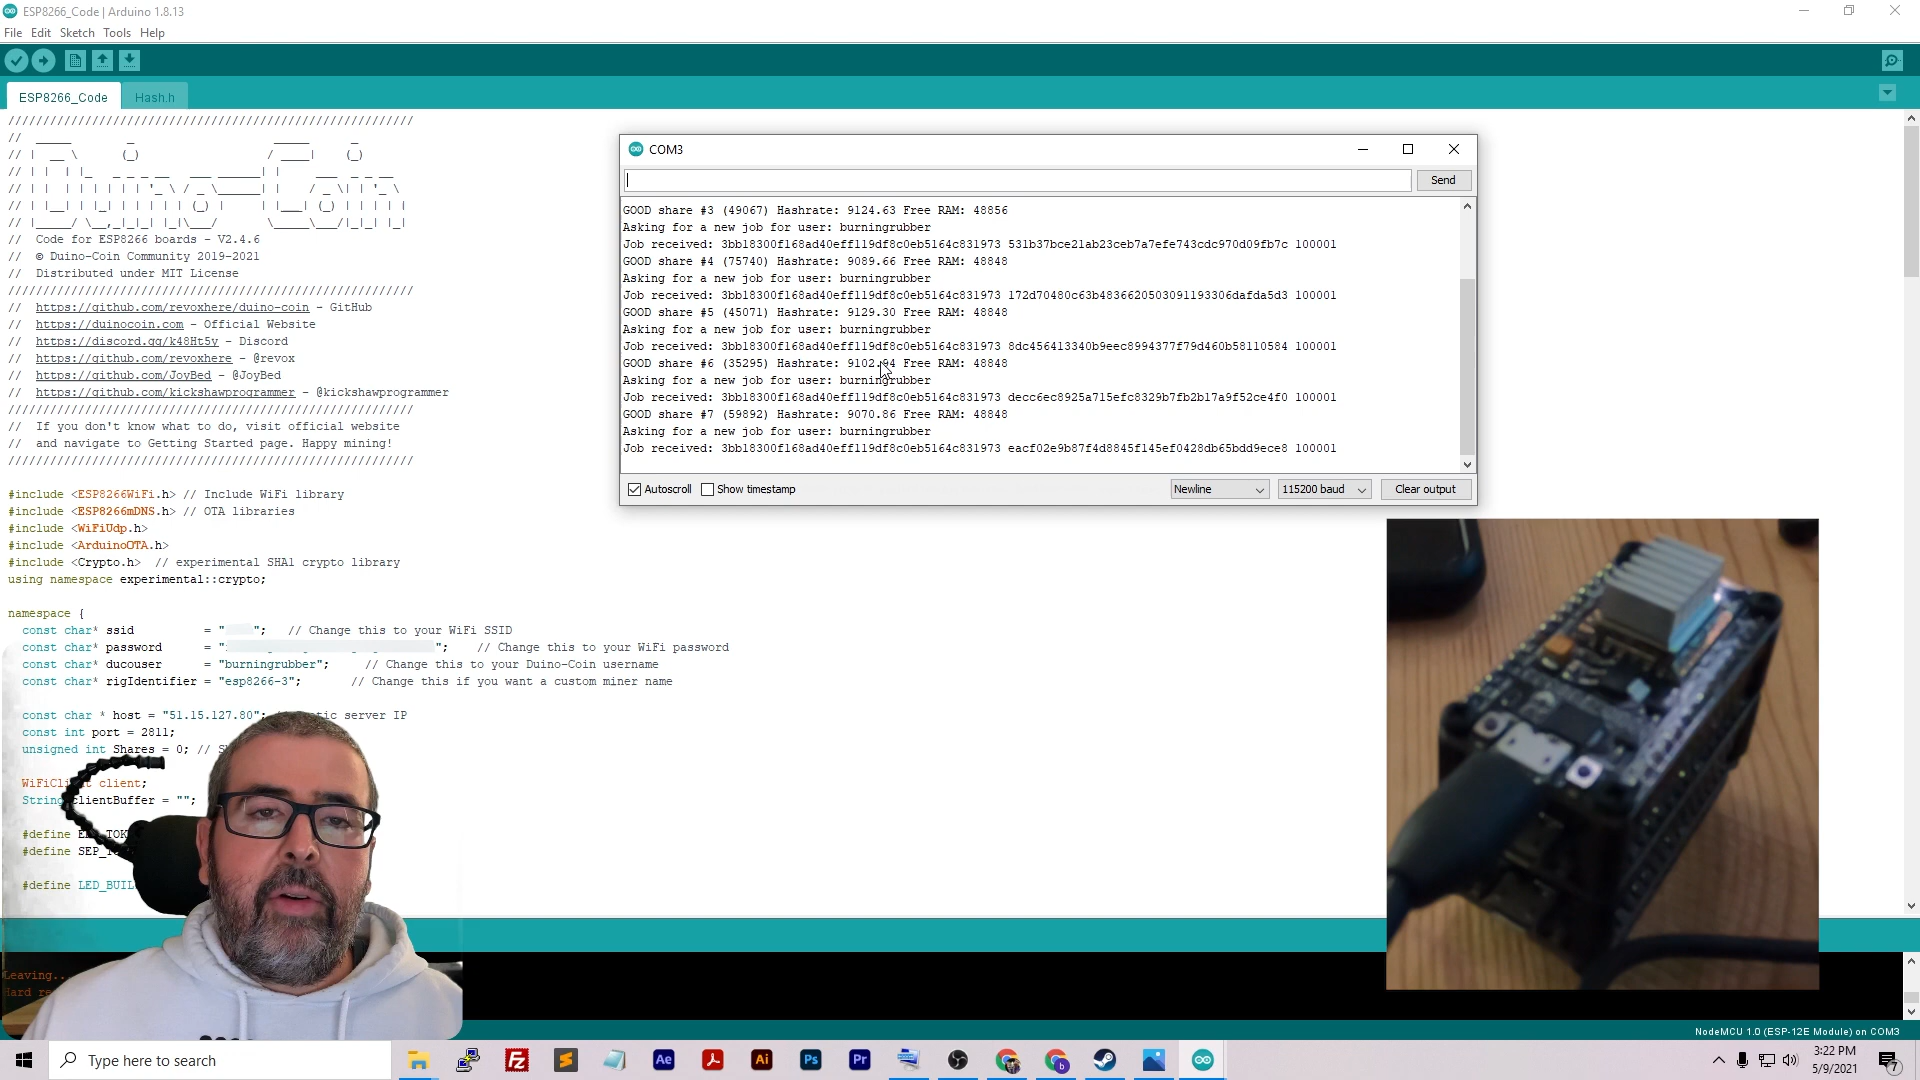 ESP8266_Code | Arduino 1.8.13
File Edit Sketch Tools Help
ESP8266_Code Hash.h
////////////////////////////////////////////////////////// 
// Code for ESP8266 boards - V2.4.6
// © Duino-Coin Community 2019-2021
// Distributed under MIT License
//////////////////////////////////////////////////////////
// https://github.com/revoxhere/duino-coin - GitHub
// https://duinocoin.com - Official Website
// https://discord.gg/k48Ht5y - Discord
// https://github.com/revoxhere - @revox
// https://github.com/JoyBed - @JoyBed
// https://github.com/kickshawprogrammer - @kickshawprogrammer
//////////////////////////////////////////////////////////
// If you don't know what to do, visit official website
// and navigate to Getting Started page. Happy mining!
//////////////////////////////////////////////////////////
#include <ESP8266WiFi.h> // Include WiFi library
#include <ESP8266mDNS.h> // OTA libraries
#include <WiFiUdp.h>
#include <ArduinoOTA.h>
#include <Crypto.h> // experimental SHA1 crypto library
using namespace experimental::crypto;
namespace {
const char* ssid = " "; // Change this to your WiFi SSID
const char* password = " "; // Change this to your WiFi password
const char* ducouser = "burningrubber"; // Change this to your Duino-Coin username
const char* rigIdentifier = "esp8266-3"; // Change this if you want a custom miner name
const char * host = "51.15.127.80"; server IP
const int port = 2811;
unsigned int Shares = 0; //
client;
String clientBuffer = "";
#define
#define
#define
COM3
Send
GOOD share #3 (49067) Hashrate: 9124.63 Free RAM: 48856
Asking for a new job for user: burningrubber
Job received: 3bb18300f168ad40eff119df8c0eb5164c831973 531b37bce21ab23ceb7a7efe743cdc970d09fb7c 100001
GOOD share #4 (75740) Hashrate: 9089.66 Free RAM: 48848
Asking for a new job for user: burningrubber
Job received: 3bb18300f168ad40eff119df8c0eb5164c831973 172d70480c63b4836620503091193306dafda5d3 100001
GOOD share #5 (45071) Hashrate: 9129.30 Free RAM: 48848
Asking for a new job for user: burningrubber
Job received: 3bb18300f168ad40eff119df8c0eb5164c831973 8dc456413340b9eec8994377f79d460b58110584 100001
GOOD share #6 (35295) Hashrate: 9102.94 Free RAM: 48848
Asking for a new job for user: burningrubber
Job received: 3bb18300f168ad40eff119df8c0eb5164c831973 decc6ec8925a715efc8329b7fb2b17a9f52ce4f0 100001
GOOD share #7 (59892) Hashrate: 9070.86 Free RAM: 48848
Asking for a new job for user: burningrubber
Job received: 3bb18300f168ad40eff119df8c0eb5164c831973 eacf02e9b87f4d8845f145ef0428db65bdd9ece8 100001
Autoscroll Show timestamp Newline 115200 baud Clear output
Leaving...
Hard
NodeMCU 1.0 (ESP-12E Module) on COM3
Type here to search
Fz
Ae
Ai
Ps
Pr
b
3:22 PM
5/9/2021
7